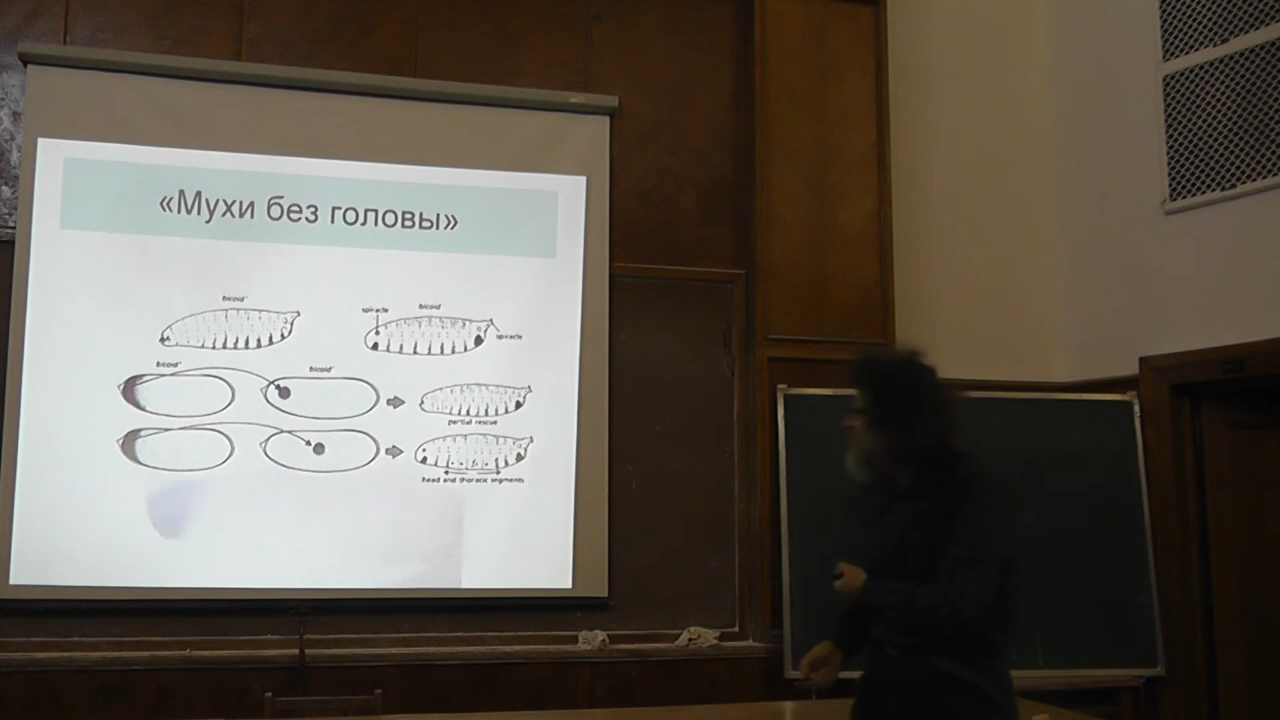 «Мухи без головы»
bicoid⁻
bicoid
spiracle
spiracle
bicoid⁺
bicoid⁻
partial rescue
head and thoracic segments